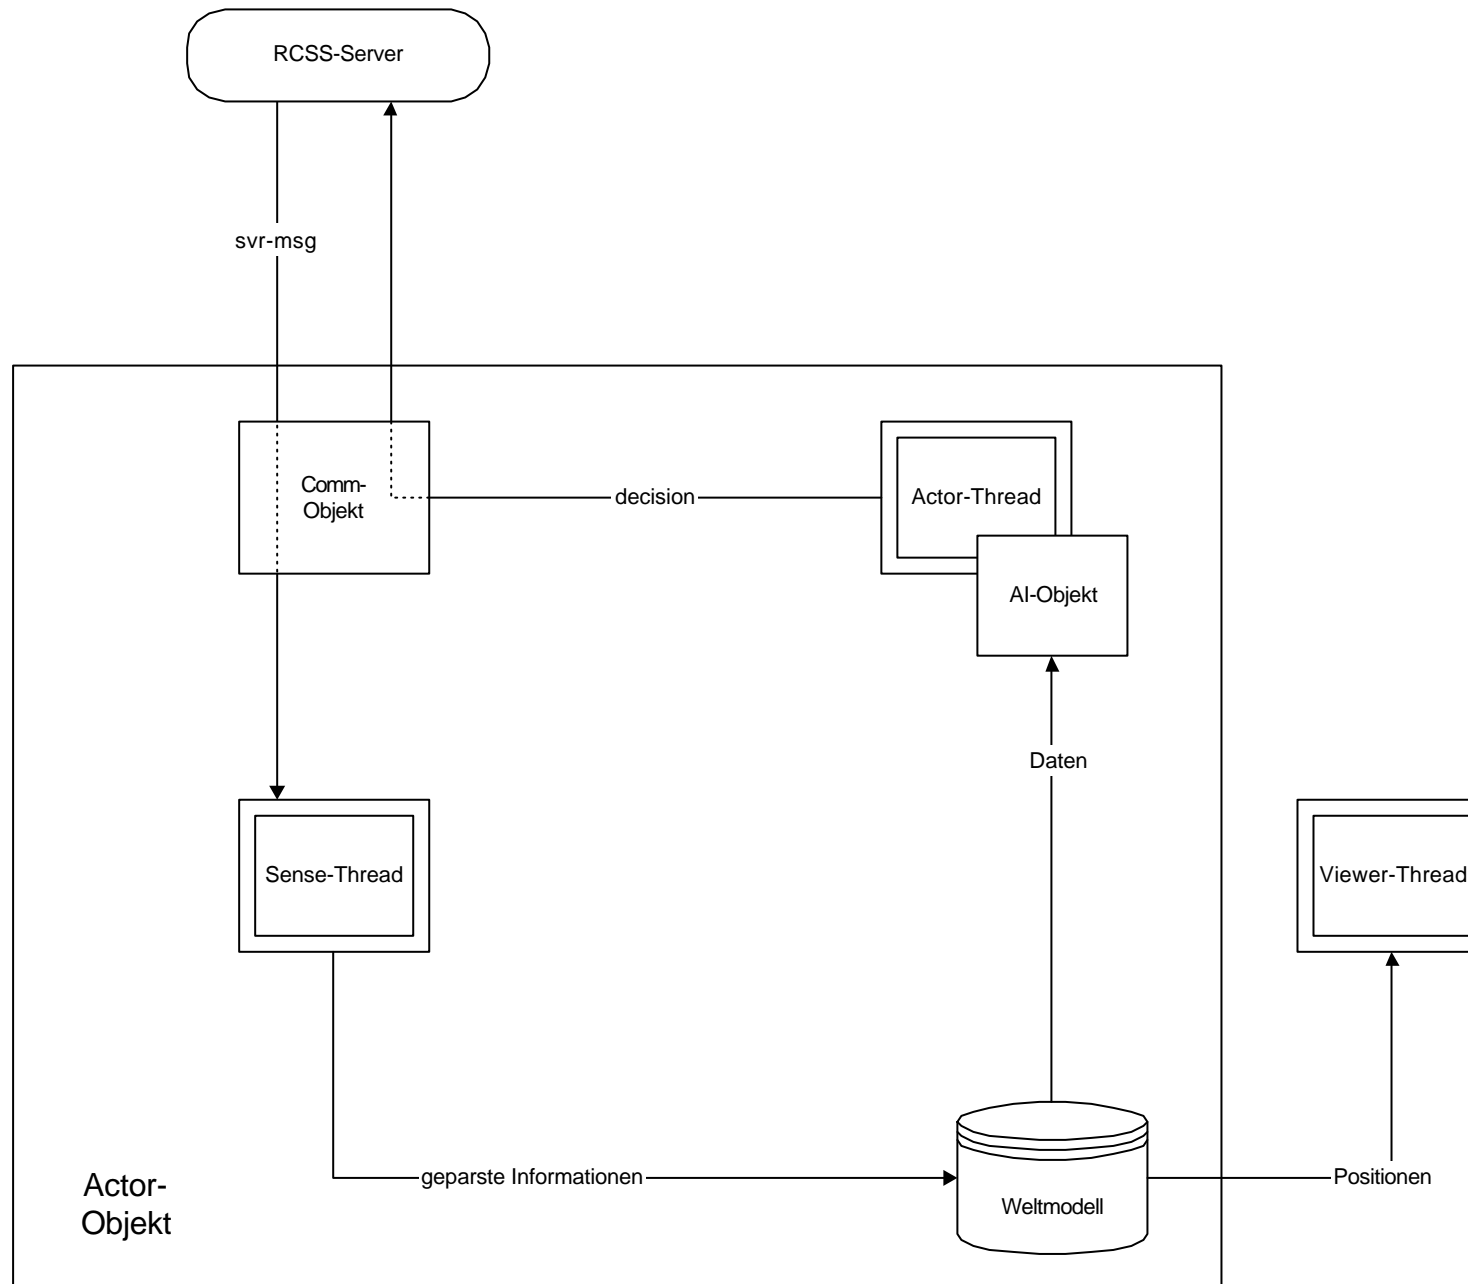 RCSS-Server
svr-msg
Comm-
Objekt
decision
Actor-Thread
AI-Objekt
Daten
Sense-Thread
Viewer-Thread
geparste Informationen
Weltmodell
Positionen
Actor-
Objekt